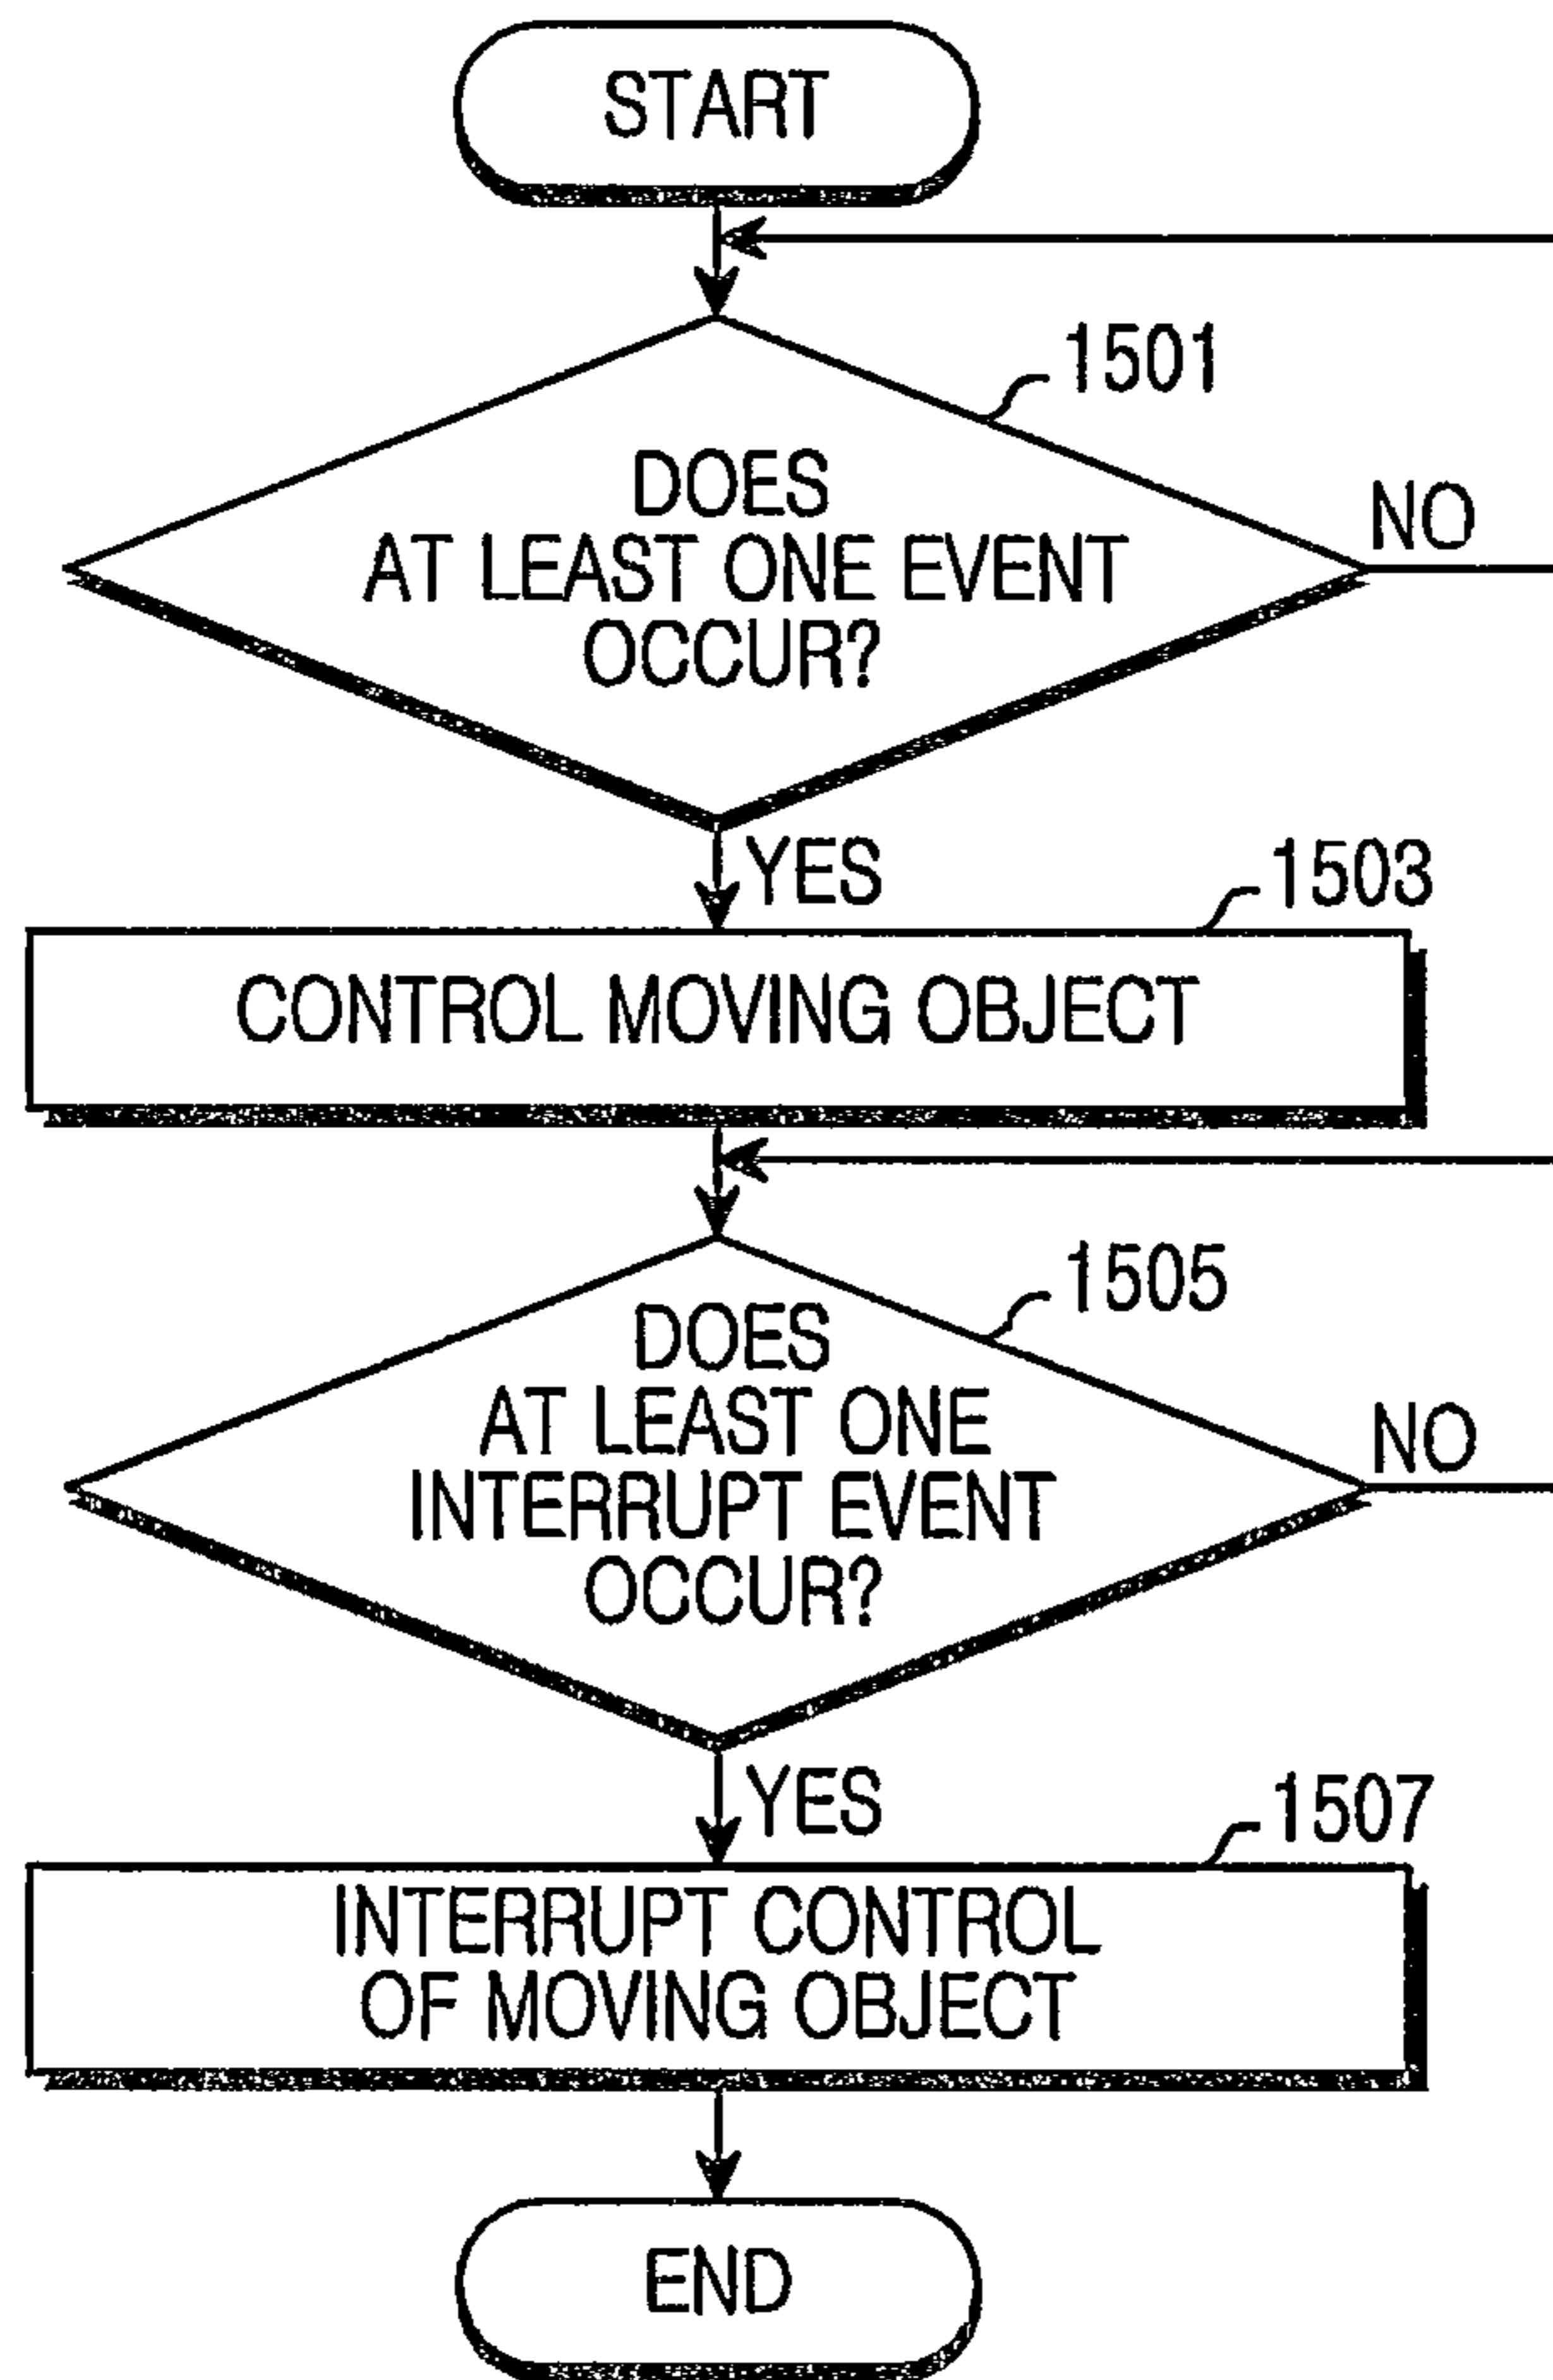 START
1501
DOES
AT LEAST ONE EVENT
OCCUR?
NO
YES
1503
CONTROL MOVING OBJECT
1505
DOES
AT LEAST ONE
INTERRUPT EVENT
OCCUR?
NO
YES
1507
INTERRUPT CONTROL
OF MOVING OBJECT
END